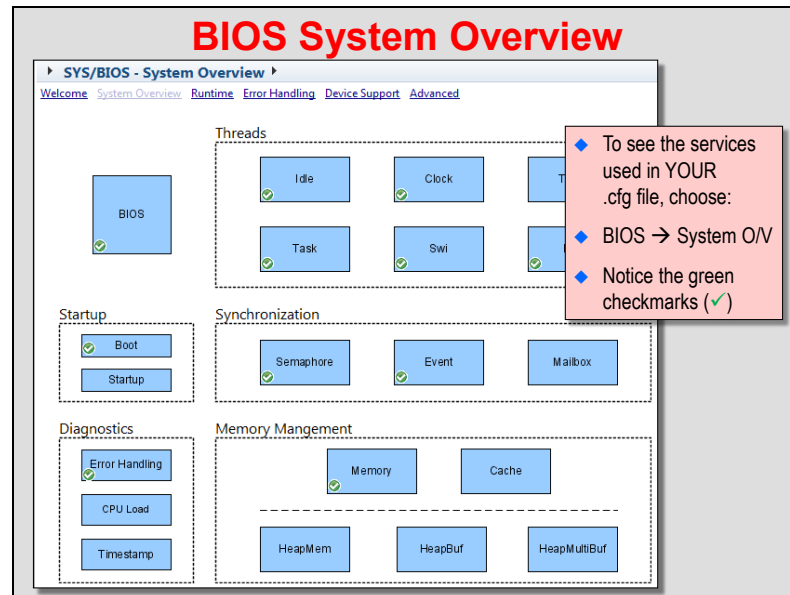 BIOS System Overview
SYS/BIOS - System Overview
Welcome System Overview Runtime Error Handling Device Support Advanced
Threads
Idle
Clock
BIOS
Task
Swi
◆ To see the services
used in YOUR
.cfg file, choose:
◆ BIOS → System O/V
◆ Notice the green
checkmarks (✓)
Startup
Boot
Startup
Synchronization
Semaphore
Event
Mailbox
Diagnostics
Error Handling
CPU Load
Timestamp
Memory Mangement
Memory
Cache
HeapMem
HeapBuf
HeapMultiBuf